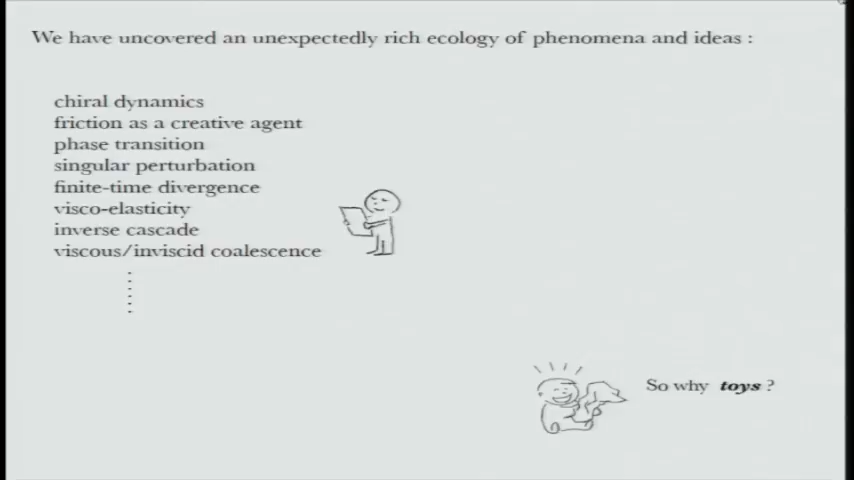 We have uncovered an unexpectedly rich ecology of phenomena and ideas :
chiral dynamics
friction as a creative agent
phase transition
singular perturbation
finite-time divergence
visco-elasticity
inverse cascade
viscous/inviscid coalescence
So why toys ?